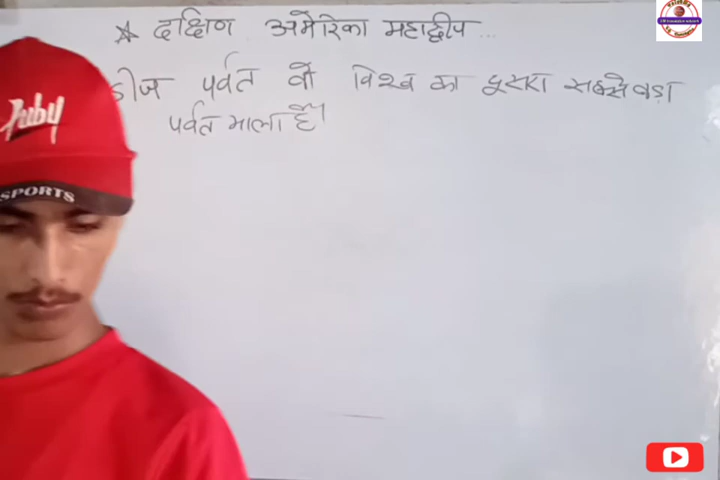 ★ दक्षिण अमेरिका महाद्वीप ...
डीज पर्वत वो विश्व का दूसरा सबसे बड़ा
पर्वत माला है।
Ruby
SPORTS